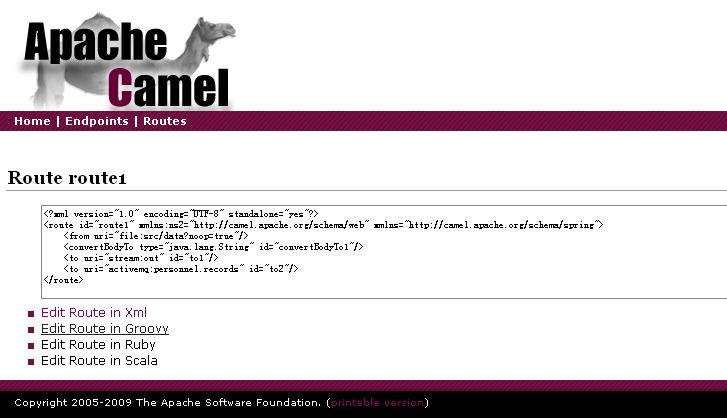 Apache
Camel
Home | Endpoints | Routes
Route route1
<?xml version="1.0" encoding="UTF-8" standalone="yes"?>
<route id="route1" xmlns:ns2="http://camel.apache.org/schema/web" xmlns="http://camel.apache.org/schema/spring">
    <from uri="file:src/data?noop=true"/>
    <convertBodyTo type="java.lang.String" id="convertBodyTo1"/>
    <to uri="stream:out" id="to1"/>
    <to uri="activemq:personnel.records" id="to2"/>
</route>
Edit Route in Xml
Edit Route in Groovy
Edit Route in Ruby
Edit Route in Scala
Copyright 2005-2009 The Apache Software Foundation. (printable version)